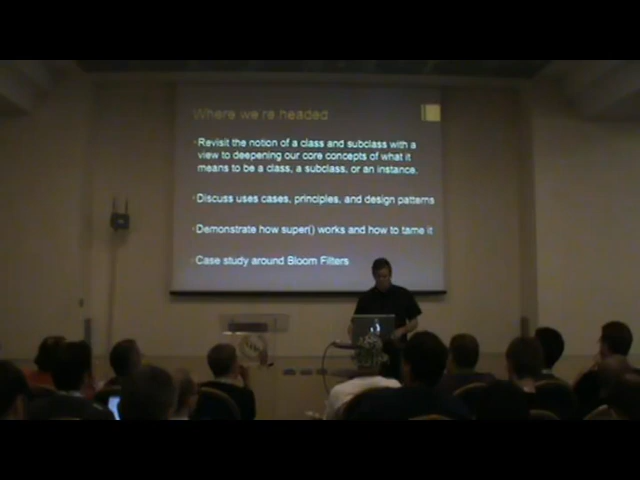 Where we're headed
Revisit the notion of a class and subclass with a
view to deepening our core concepts of what it
means to be a class, a subclass, or an instance.
Discuss uses cases, principles, and design patterns
Demonstrate how super() works and how to tame it
Case study around Bloom Filters